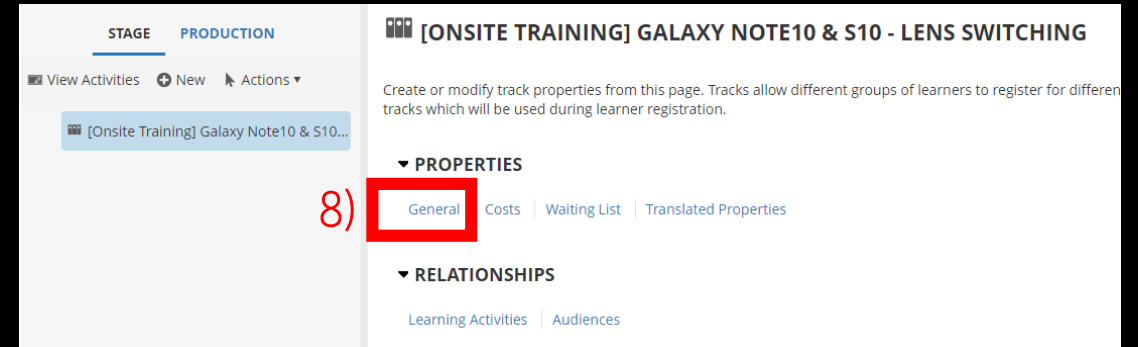 STAGE PRODUCTION
View Activities New Actions ▾
[Onsite Training] Galaxy Note10 & S10...
[ONSITE TRAINING] GALAXY NOTE10 & S10 - LENS SWITCHING
Create or modify track properties from this page. Tracks allow different groups of learners to register for differen
tracks which will be used during learner registration.
PROPERTIES
8)
General Costs Waiting List Translated Properties
RELATIONSHIPS
Learning Activities Audiences